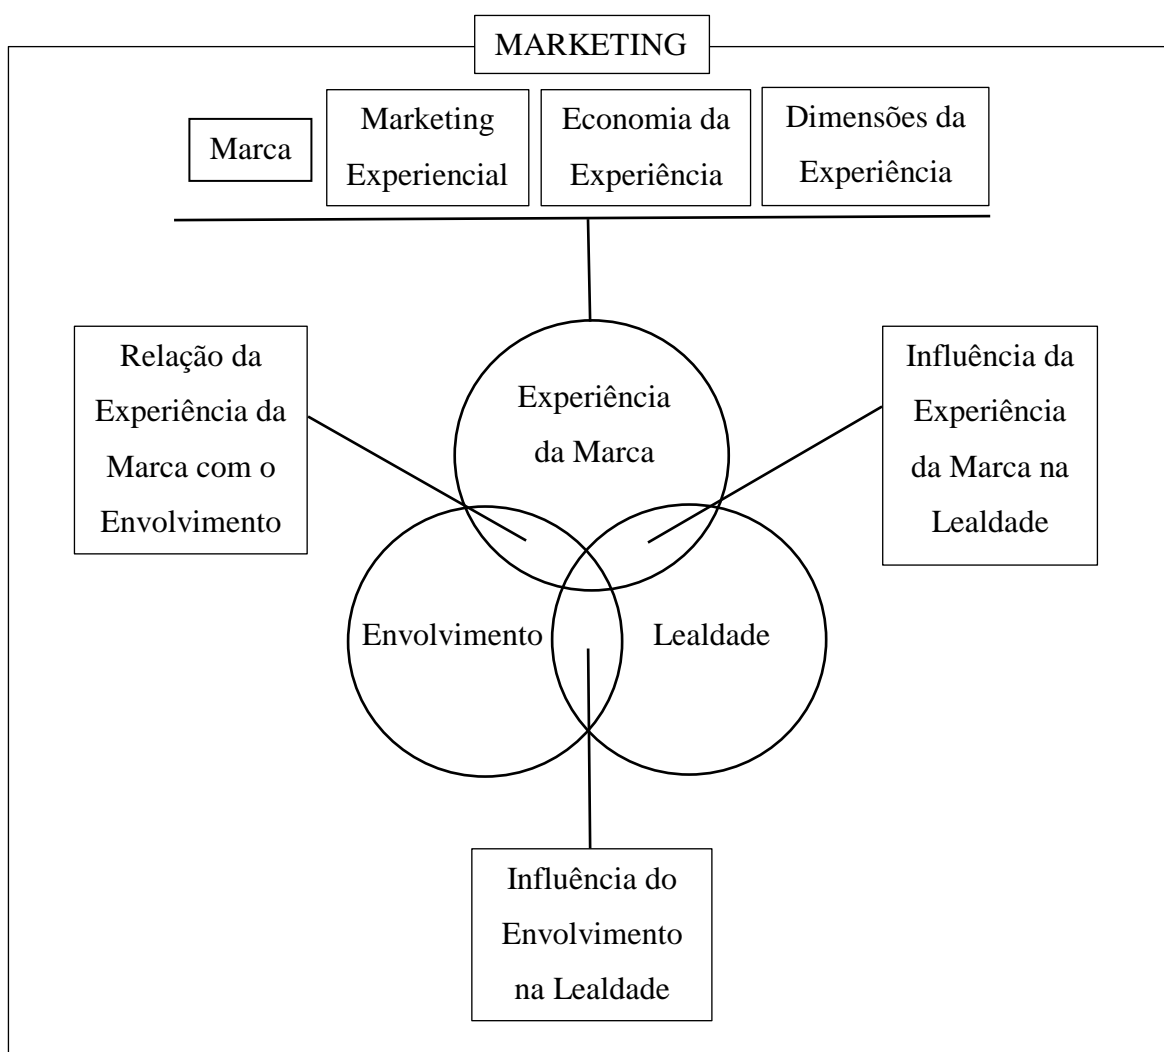 MARKETING
Marca
Marketing
Experiencial
Economia da
Experiência
Dimensões da
Experiência
Relação da
Experiência da
Marca com o
Envolvimento
Experiência
da Marca
Influência da
Experiência
da Marca na
Lealdade
Envolvimento
Lealdade
Influência do
Envolvimento
na Lealdade